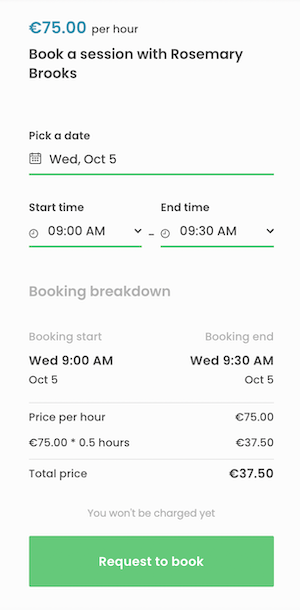 €75.00 per hour
Book a session with Rosemary
Brooks
Pick a date
Wed, Oct 5
Start time End time
09:00 AM – 09:30 AM
Booking breakdown
Booking start Booking end
Wed 9:00 AM Wed 9:30 AM
Oct 5 Oct 5
Price per hour €75.00
€75.00 * 0.5 hours €37.50
Total price €37.50
You won't be charged yet
Request to book